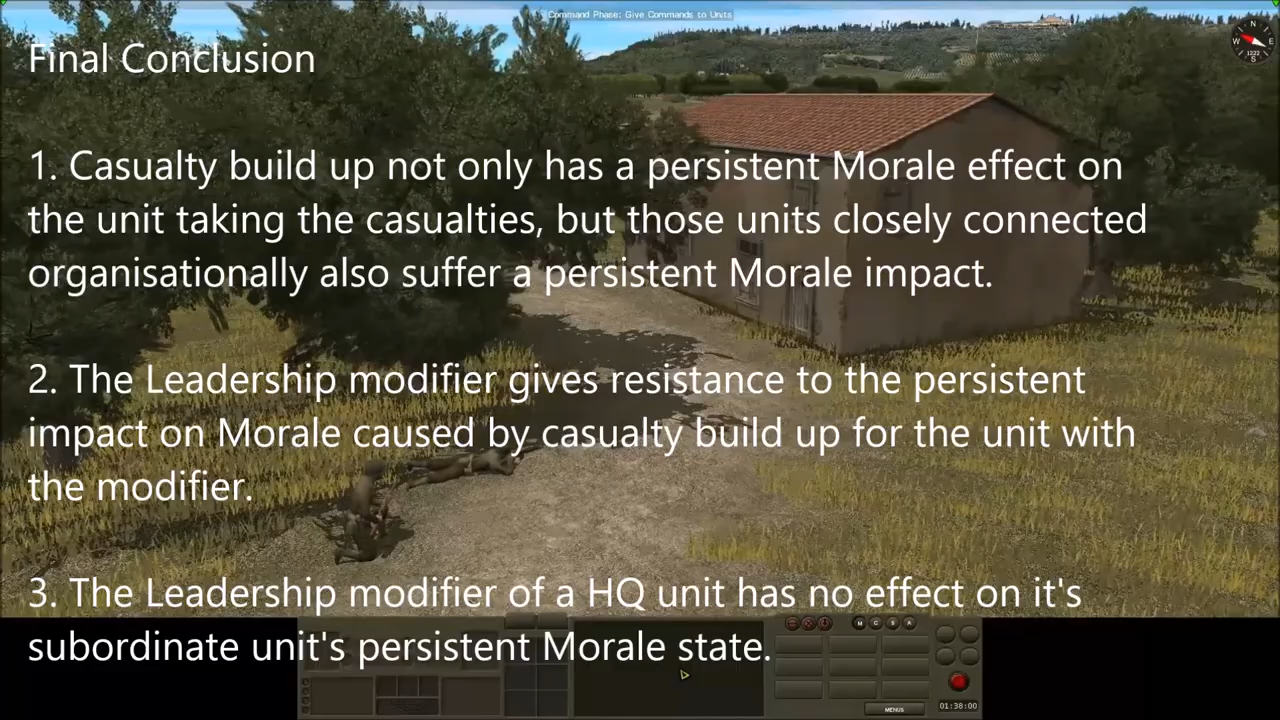 Command Phase: Give Commands to Units
Final Conclusion
N
W E
1222
S
1. Casualty build up not only has a persistent Morale effect on
the unit taking the casualties, but those units closely connected
organisationally also suffer a persistent Morale impact.
2. The Leadership modifier gives resistance to the persistent
impact on Morale caused by casualty build up for the unit with
the modifier.
3. The Leadership modifier of a HQ unit has no effect on it's
subordinate unit's persistent Morale state.
M C S A
MENUS
01:38:00